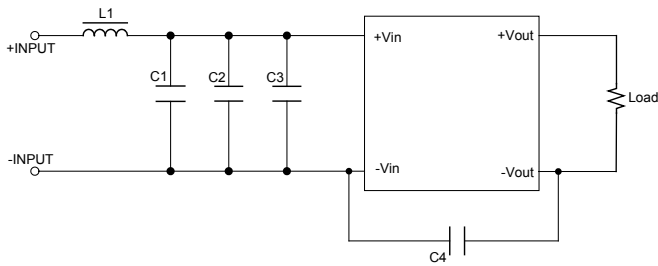 L1
+INPUT
+Vin
+Vout
C1
C2
C3
Load
-INPUT
-Vin
-Vout
C4